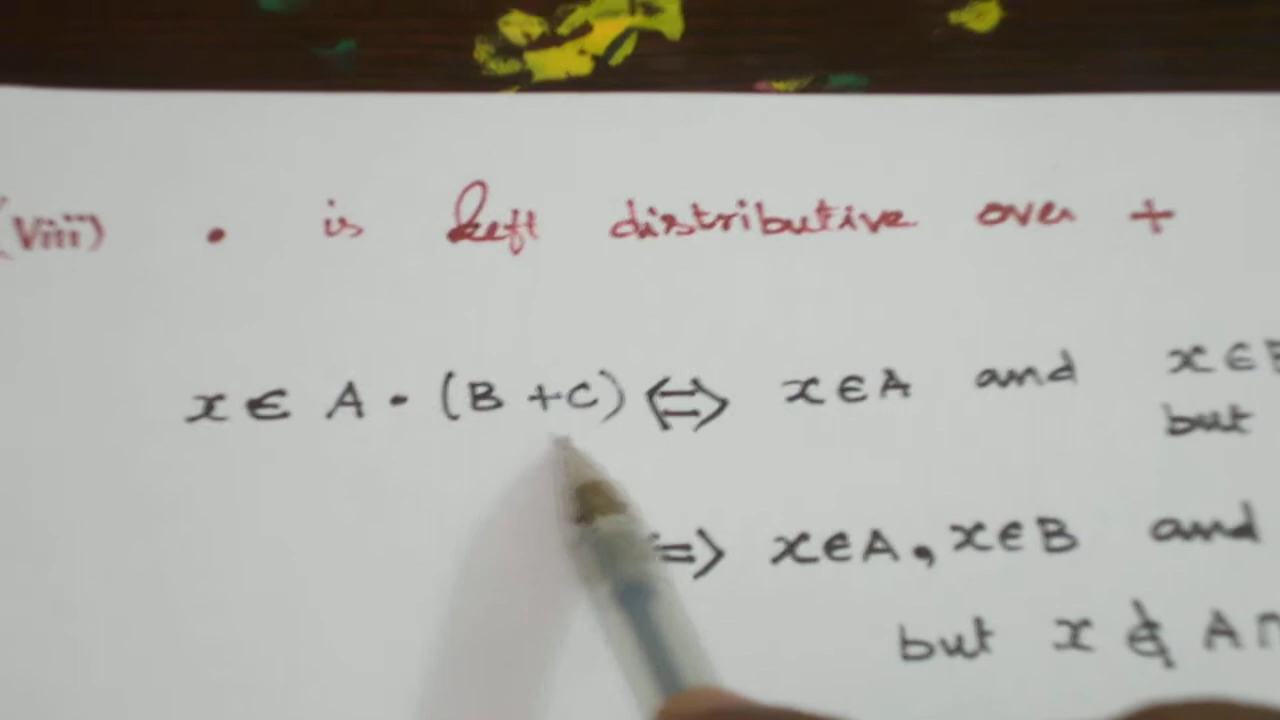 (viii) • is left distributive over +
x ∈ A • (B + C) ⇔ x ∈ A and x ∈ B
but
⇒ x ∈ A, x ∈ B and
but x ∉ A ∩